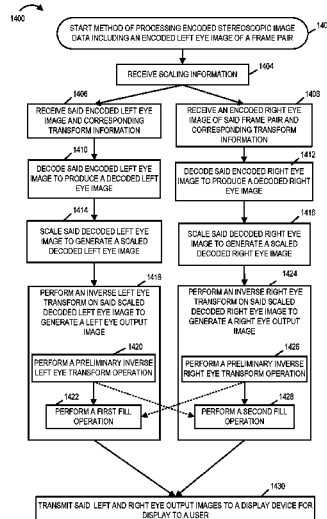 1400
START METHOD OF PROCESSING ENCODED STEREOSCOPIC IMAGE
DATA INCLUDING AN ENCODED LEFT EYE IMAGE OF A FRAME PAIR
1404
RECEIVE SCALING INFORMATION
1406
RECEIVE SAID ENCODED LEFT EYE
IMAGE AND CORRESPONDING
TRANSFORM INFORMATION
1408
RECEIVE AN ENCODED RIGHT EYE
IMAGE OF SAID FRAME PAIR AND
CORRESPONDING TRANSFORM
INFORMATION
1410
DECODE SAID ENCODED LEFT EYE
IMAGE TO PRODUCE A DECODED LEFT
EYE IMAGE
1412
DECODE SAID ENCODED RIGHT EYE
IMAGE TO PRODUCE A DECODED RIGHT
EYE IMAGE
1414
SCALE SAID DECODED LEFT EYE
IMAGE TO GENERATE A SCALED
DECODED LEFT EYE IMAGE
1416
SCALE SAID DECODED RIGHT EYE
IMAGE TO GENERATE A SCALED
DECODED RIGHT EYE IMAGE
1418
PERFORM AN INVERSE LEFT EYE
TRANSFORM ON SAID SCALED
DECODED LEFT EYE IMAGE TO
GENERATE A LEFT EYE OUTPUT
IMAGE
1420
PERFORM A PRELIMINARY INVERSE
LEFT EYE TRANSFORM OPERATION
1422
PERFORM A FIRST FILL
OPERATION
1424
PERFORM AN INVERSE RIGHT EYE
TRANSFORM ON SAID SCALED
DECODED RIGHT EYE IMAGE TO
GENERATE A RIGHT EYE OUTPUT
IMAGE
1426
PERFORM A PRELIMINARY INVERSE
RIGHT EYE TRANSFORM OPERATION
1428
PERFORM A SECOND FILL
OPERATION
1430
TRANSMIT SAID LEFT AND RIGHT EYE OUTPUT IMAGES TO A DISPLAY DEVICE FOR
DISPLAY TO A USER